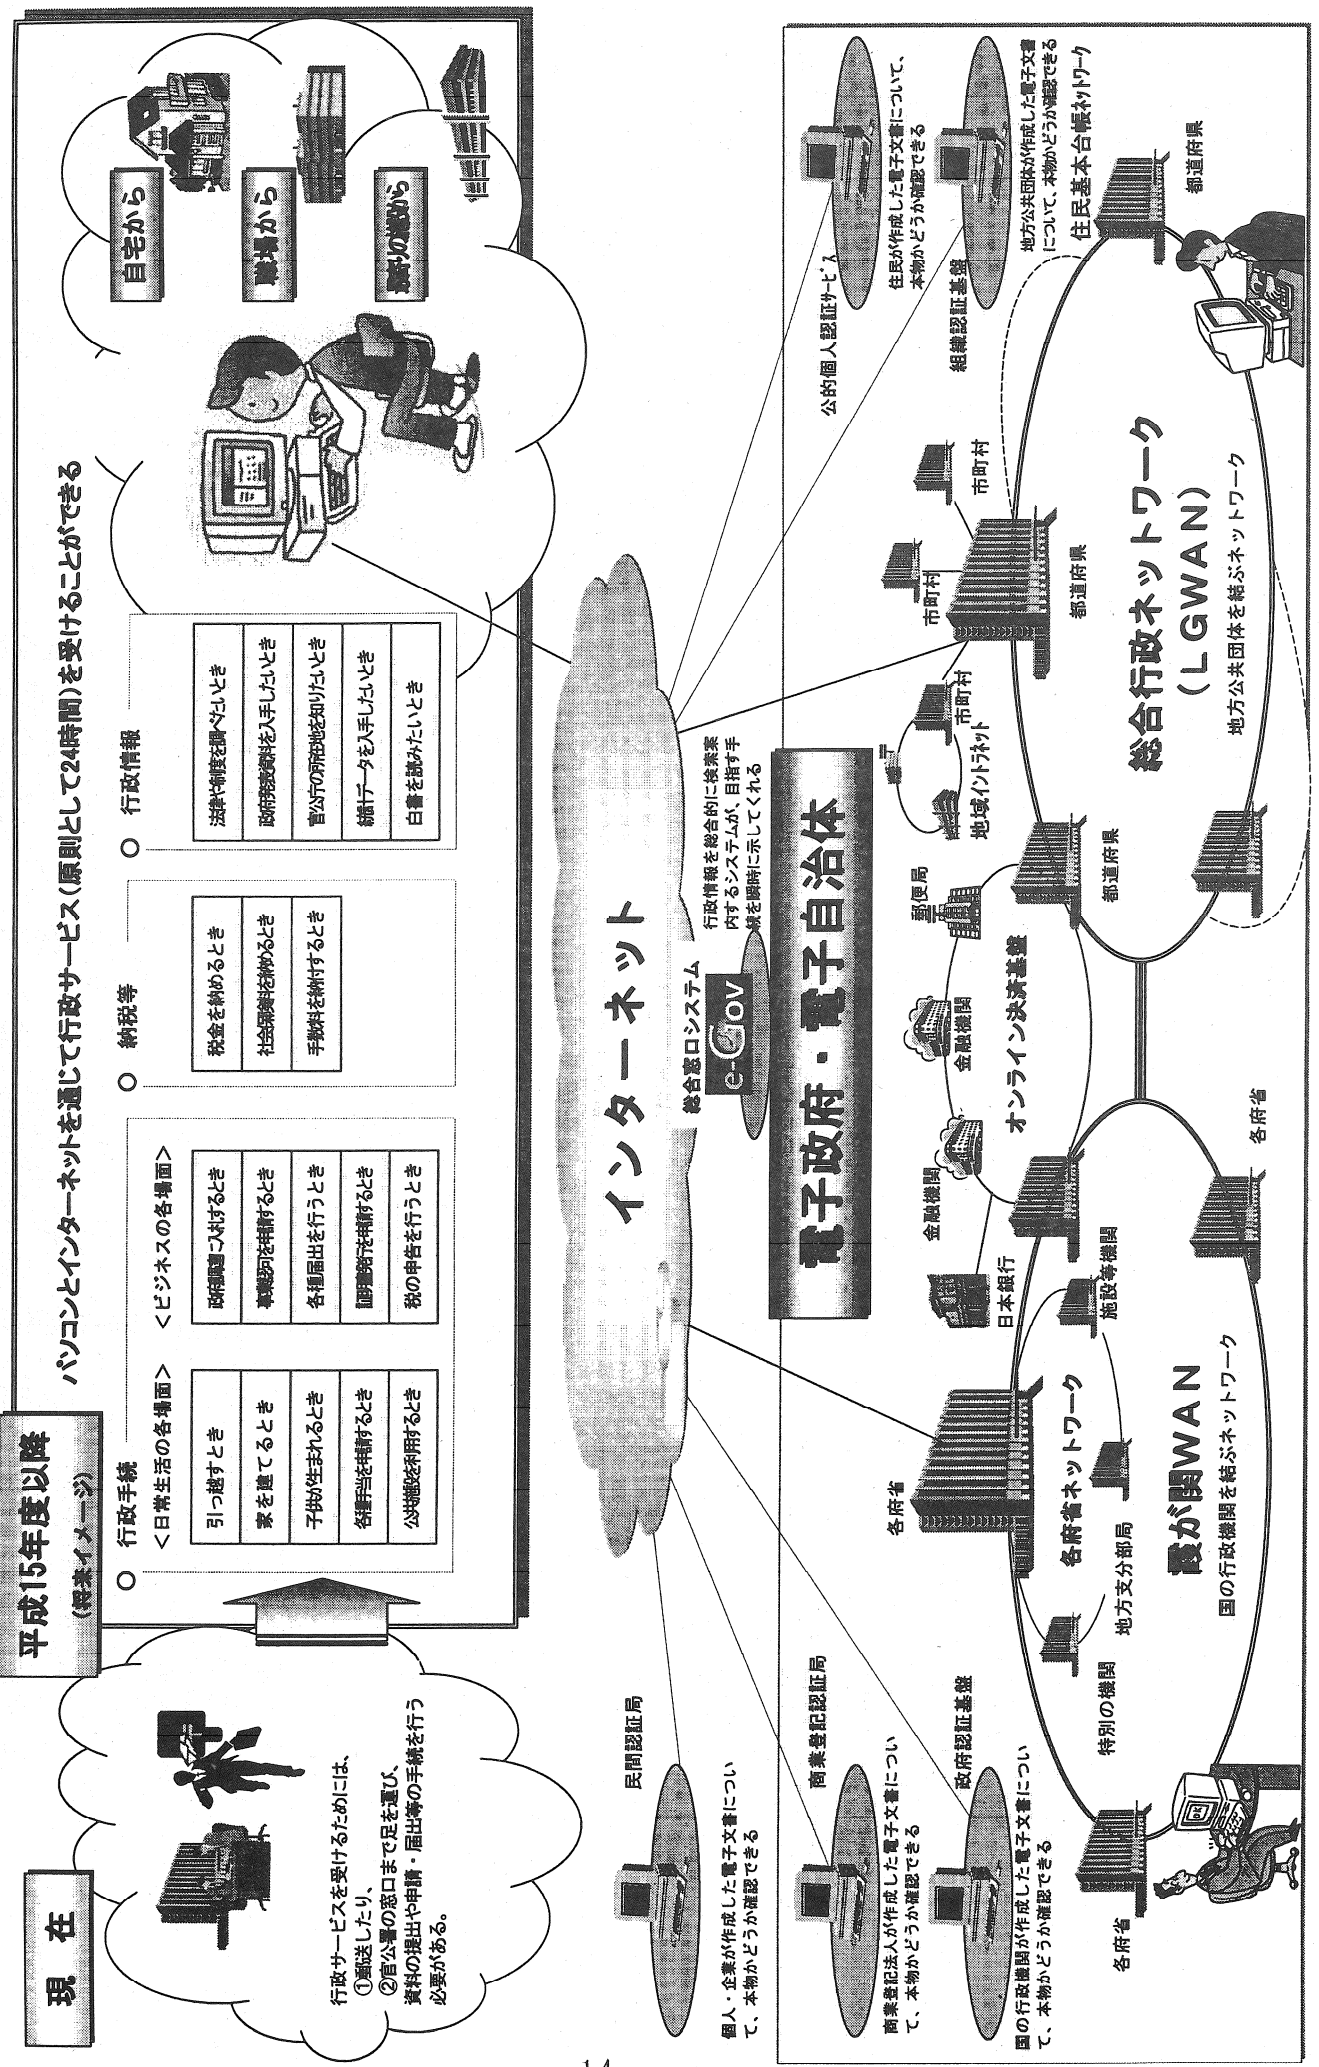 現 在
行政サービスを受けるためには、
①郵送したり、
②官公署の窓口まで足を運び、
資料の提出や申請・届出等の手続を行う
必要がある。
平成15年度以降
(将来イメージ)
パソコンとインターネットを通じて行政サービス(原則として24時間)を受けることができる
○ 行政手続
<日常生活の各場面>
引っ越すとき
家を建てるとき
子供が生まれるとき
各種手当を申請するとき
公共施設を利用するとき
<ビジネスの各場面>
政府調達に入札するとき
事業認可を申請するとき
各種届出を行うとき
証明書発行を申請するとき
税の申告を行うとき
○ 納税等
税金を納めるとき
社会保険料を納めるとき
手数料を納付するとき
○ 行政情報
法律や制度を調べたいとき
政府発表資料を入手したいとき
官公庁の所在地を知りたいとき
統計データを入手したいとき
白書を読みたいとき
自宅から
職場から
最寄りの施設から
インターネット
民間認証局
個人・企業が作成した電子文書につい
て、本物かどうか確認できる
商業登記認証局
商業登記法人が作成した電子文書につい
て、本物かどうか確認できる
政府認証基盤
国の行政機関が作成した電子文書につい
て、本物かどうか確認できる
総合窓口システム
e-Gov
行政情報を総合的に検索案
内するシステムが、目指す手
続を瞬時に示してくれる
電子政府・電子自治体
公的個人認証サービス
住民が作成した電子文書について、
本物かどうか確認できる
組織認証基盤
地方公共団体が作成した電子文書
について、本物かどうか確認できる
住民基本台帳ネットワーク
各府省
各府省
各府省ネットワーク
特別の機関
地方支分部局
施設等機関
霞が関WAN
国の行政機関を結ぶネットワーク
各府省
日本銀行
金融機関
金融機関
郵便局
オンライン決済基盤
都道府県
地域イントラネット
市町村
市町村
市町村
都道府県
総合行政ネットワーク
(LGWAN)
地方公共団体を結ぶネットワーク
都道府県
14